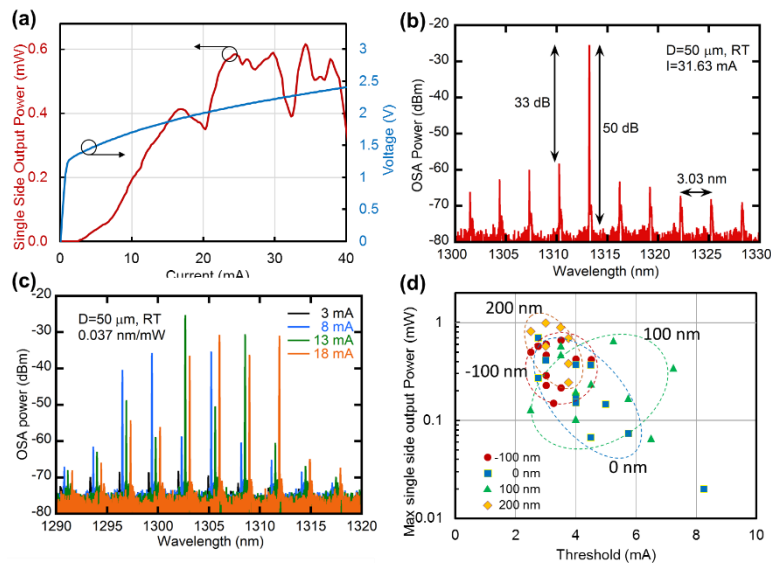 (a)
Single Side Output Power (mW)
0.6
0.4
0.2
0.0
3
2.5
2
1.5
1
0.5
0
Voltage (V)
0
10
20
30
40
Current (mA)
(b)
OSA Power (dBm)
-20
-30
-40
-50
-60
-70
-80
D=50 μm, RT
I=31.63 mA
33 dB
50 dB
3.03 nm
1300
1305
1310
1315
1320
1325
1330
Wavelength (nm)
(c)
OSA power (dBm)
-20
-30
-40
-50
-60
-70
-80
D=50 μm, RT
0.037 nm/mW
3 mA
8 mA
13 mA
18 mA
1290
1295
1300
1305
1310
1315
1320
Wavelength (nm)
(d)
Max single side output Power (mW)
1
0.1
0.01
200 nm
100 nm
-100 nm
0 nm
-100 nm
0 nm
100 nm
200 nm
0
2
4
6
8
10
Threshold (mA)